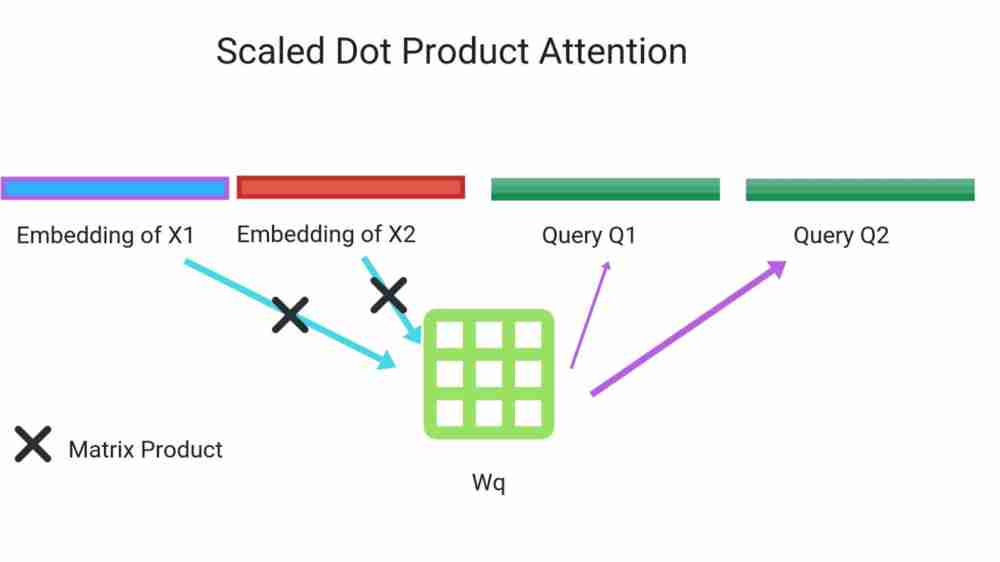 Scaled Dot Product Attention
Embedding of X1
Embedding of X2
Query Q1
Query Q2
Matrix Product
Wq